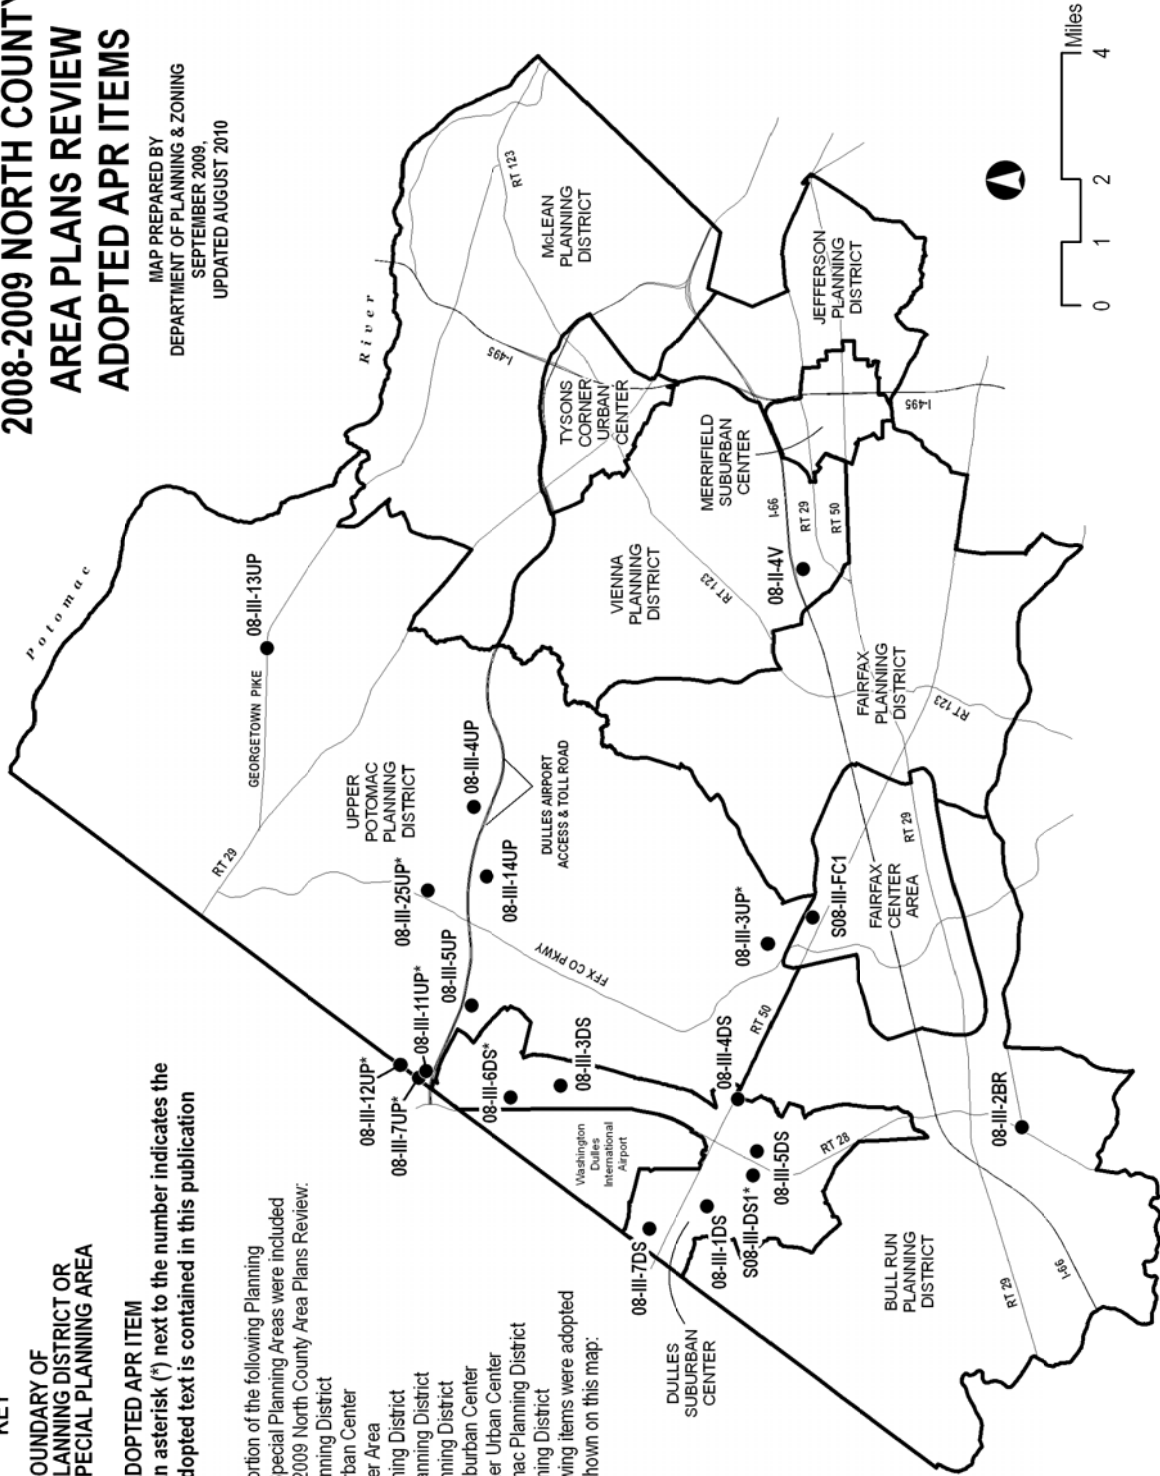 2008-2009 NORTH COUNTY
AREA PLANS REVIEW
ADOPTED APR ITEMS
MAP PREPARED BY
DEPARTMENT OF PLANNING & ZONING
SEPTEMBER 2009,
UPDATED AUGUST 2010
KEY
OUNDARY OF
LANNING DISTRICT OR
PECIAL PLANNING AREA
DOPTED APR ITEM
n asterisk (*) next to the number indicates the
dopted text is contained in this publication
ortion of the following Planning
pecial Planning Areas were included
2009 North County Area Plans Review:
nning District
rban Center
er Area
ning District
anning District
nning District
burban Center
er Urban Center
mac Planning District
ning District
wing items were adopted
hown on this map:
Potomac
River
08-III-13UP
GEORGETOWN PIKE
RT 29
UPPER
POTOMAC
PLANNING
DISTRICT
08-III-25UP*
08-III-4UP
08-III-14UP
08-III-5UP
DULLES AIRPORT
ACCESS & TOLL ROAD
08-III-12UP*
08-III-7UP*
08-III-11UP*
08-III-6DS*
08-III-3DS
FFX CO PKWY
RT 123
McLEAN
PLANNING
DISTRICT
I-495
TYSONS
CORNER
URBAN
CENTER
VIENNA
PLANNING
DISTRICT
RT 123
MERRIFIELD
SUBURBAN
CENTER
I-66
RT 29
RT 50
08-II-4V
JEFFERSON
PLANNING
DISTRICT
I-495
FAIRFAX
PLANNING
DISTRICT
RT 123
08-III-3UP*
S08-III-FC1
FAIRFAX
CENTER
AREA
RT 29
08-III-4DS
RT 50
Washington
Dulles
International
Airport
RT 28
08-III-5DS
S08-III-DS1*
08-III-1DS
08-III-7DS
DULLES
SUBURBAN
CENTER
08-III-2BR
BULL RUN
PLANNING
DISTRICT
RT 29
I-66
0 1 2 4
Miles